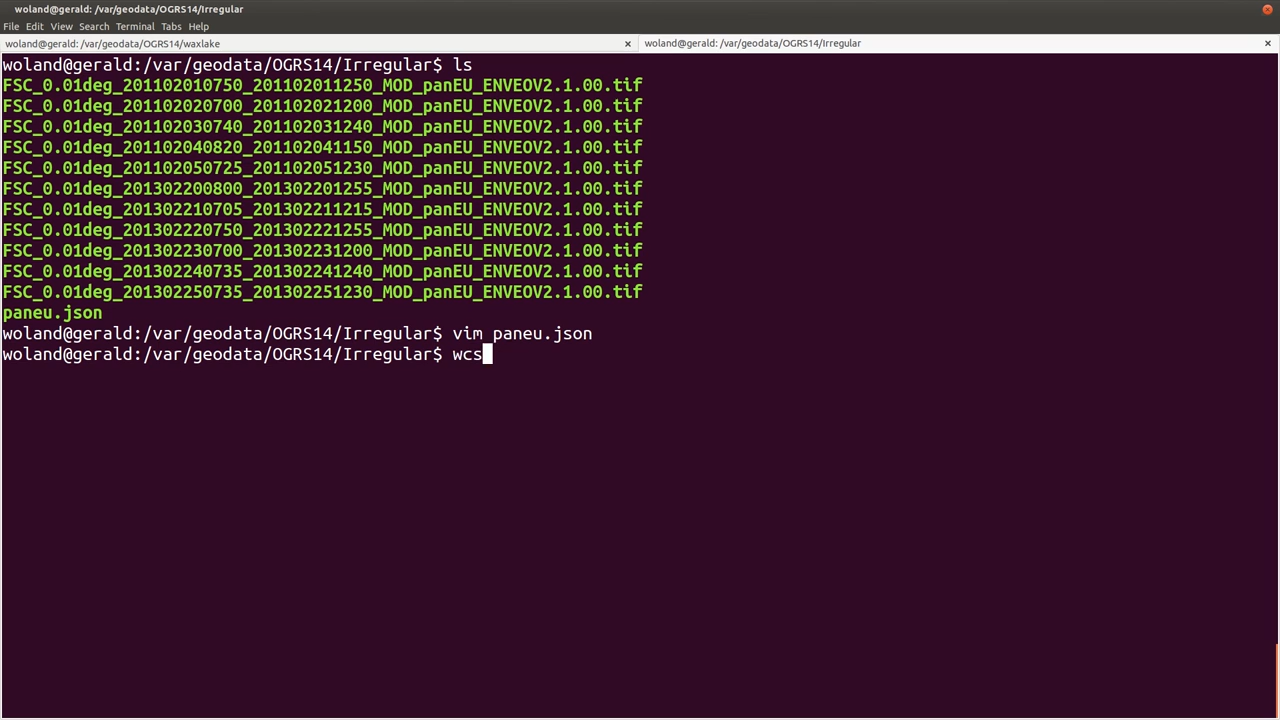 woland@gerald: /var/geodata/OGRS14/Irregular
File Edit View Search Terminal Tabs Help
woland@gerald: /var/geodata/OGRS14/waxlake × woland@gerald: /var/geodata/OGRS14/Irregular ×
woland@gerald:/var/geodata/OGRS14/Irregular$ ls
FSC_0.01deg_201102010750_201102011250_MOD_panEU_ENVEOV2.1.00.tif
FSC_0.01deg_201102020700_201102021200_MOD_panEU_ENVEOV2.1.00.tif
FSC_0.01deg_201102030740_201102031240_MOD_panEU_ENVEOV2.1.00.tif
FSC_0.01deg_201102040820_201102041150_MOD_panEU_ENVEOV2.1.00.tif
FSC_0.01deg_201102050725_201102051230_MOD_panEU_ENVEOV2.1.00.tif
FSC_0.01deg_201302200800_201302201255_MOD_panEU_ENVEOV2.1.00.tif
FSC_0.01deg_201302210705_201302211215_MOD_panEU_ENVEOV2.1.00.tif
FSC_0.01deg_201302220750_201302221255_MOD_panEU_ENVEOV2.1.00.tif
FSC_0.01deg_201302230700_201302231200_MOD_panEU_ENVEOV2.1.00.tif
FSC_0.01deg_201302240735_201302241240_MOD_panEU_ENVEOV2.1.00.tif
FSC_0.01deg_201302250735_201302251230_MOD_panEU_ENVEOV2.1.00.tif
paneu.json
woland@gerald:/var/geodata/OGRS14/Irregular$ vim paneu.json
woland@gerald:/var/geodata/OGRS14/Irregular$ wcs